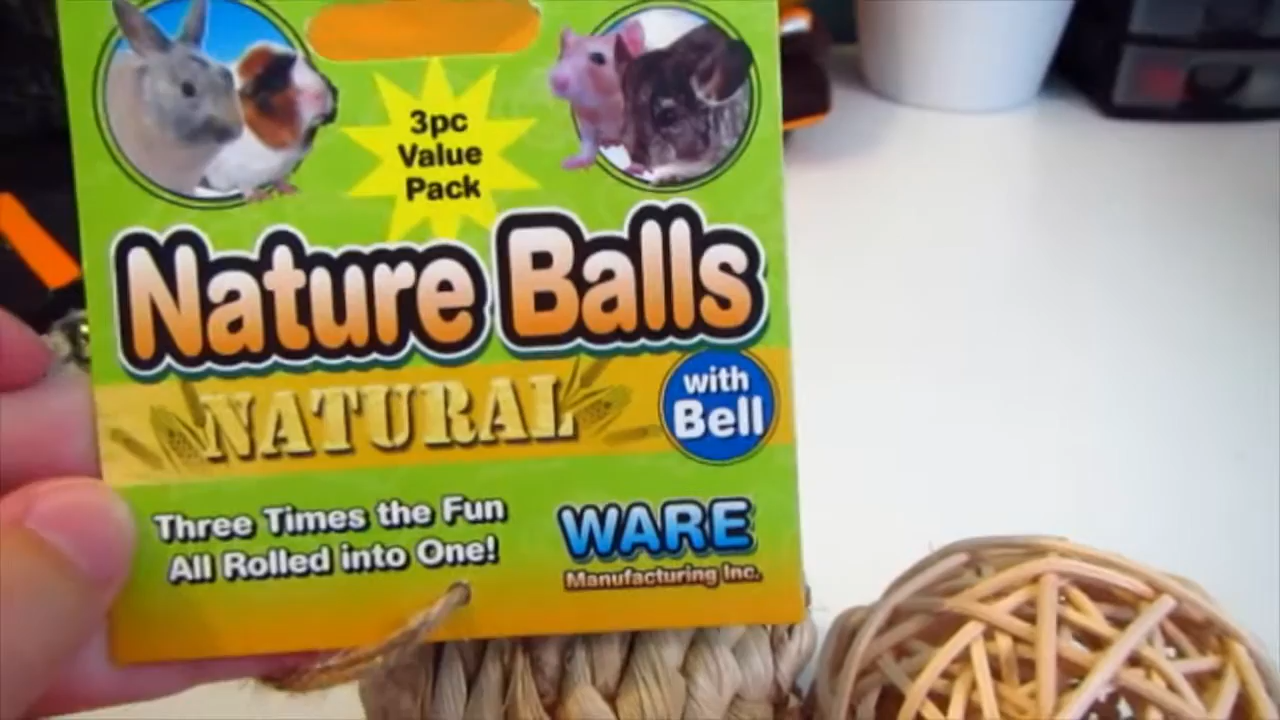 3pc
Value
Pack
Nature Balls
NATURAL
with
Bell
Three Times the Fun
All Rolled into One!
WARE
Manufacturing Inc.